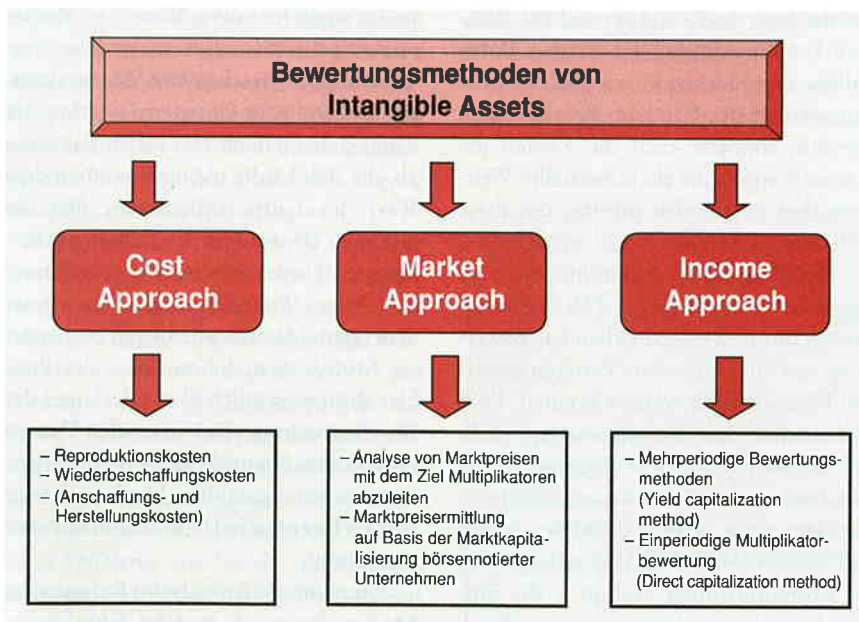 Bewertungsmethoden von
Intangible Assets
Cost
Approach
Market
Approach
Income
Approach
– Reproduktionskosten
– Wiederbeschaffungskosten
– (Anschaffungs- und
Herstellungskosten)
– Analyse von Marktpreisen
mit dem Ziel Multiplikatoren
abzuleiten
– Marktpreisermittlung
auf Basis der Marktkapita-
lisierung börsennotierter
Unternehmen
– Mehrperiodige Bewertungs-
methoden
(Yield capitalization
method)
– Einperiodige Multiplikator-
bewertung
(Direct capitalization method)